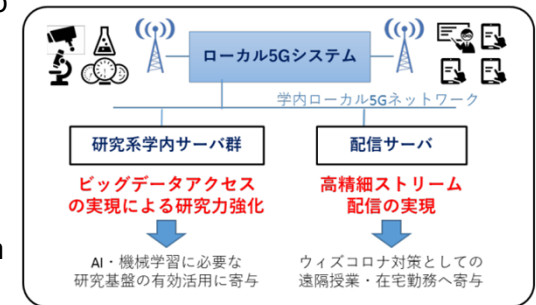 ローカル5Gシステム
学内ローカル5Gネットワーク
研究系学内サーバ群
配信サーバ
ビッグデータアクセス
の実現による研究力強化
高精細ストリーム
配信の実現
AI・機械学習に必要な
研究基盤の有効活用に寄与
ウィズコロナ対策としての
遠隔授業・在宅勤務へ寄与